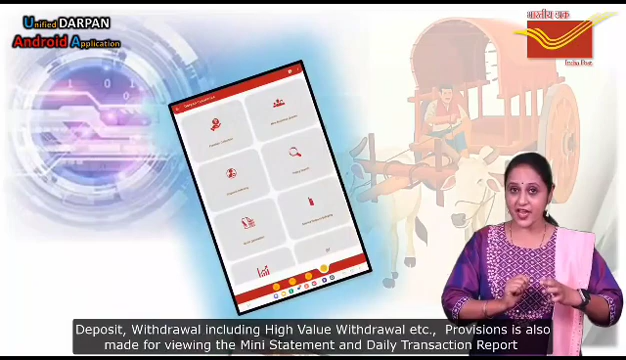 Unified DARPAN
Android Application
भारतीय डाक
India Post
Deposit, Withdrawal including High Value Withdrawal etc., Provisions is also
made for viewing the Mini Statement and Daily Transaction Report